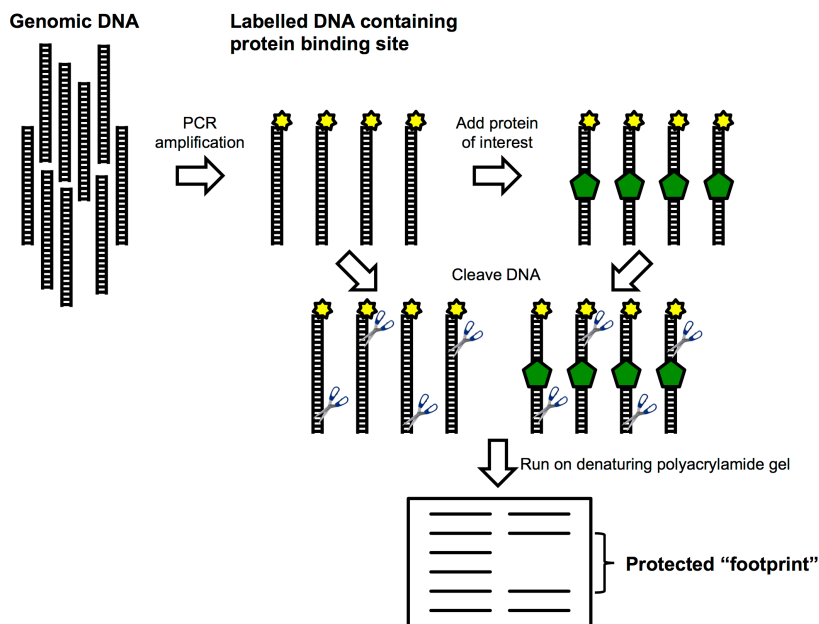 Genomic DNA
Labelled DNA containing
protein binding site
PCR
amplification
Add protein
of interest
Cleave DNA
Run on denaturing polyacrylamide gel
Protected “footprint”